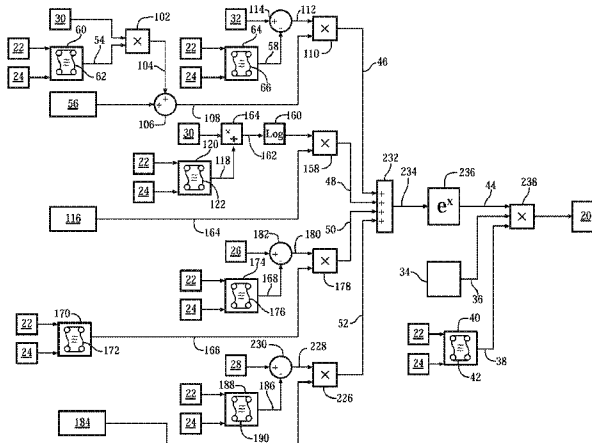 30 102 114 112
32
22 60 54 × 22 64 + -
× 110
24 62 104 24 66 58 46
56 + +
106 108 164 160
30 × ÷ Log 232
22 120 118 162 × 158 236
24 122 48 + + + + 234 e^x 44 238
116 164 50 × 20
182 180
26 + - 34
22 174 168 × 178 36
22 170 24 176 52 40
24 172 166 230 228 22
28 + - 24 42 38
22 188 186 × 226
184 24 190